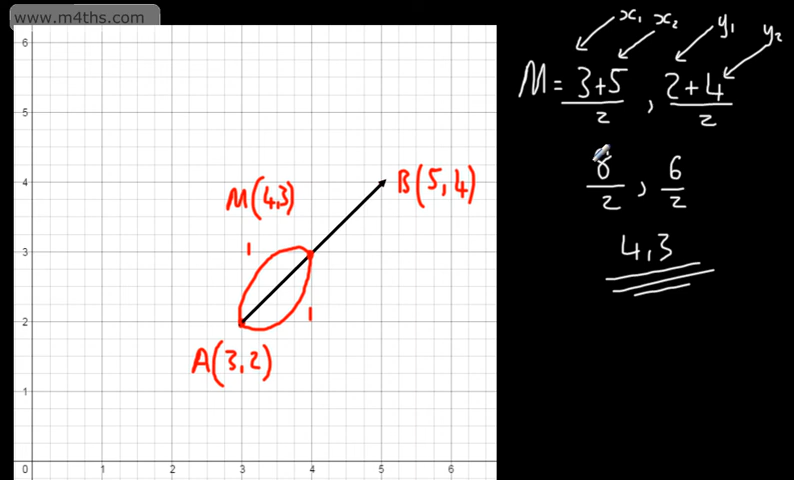 www.m4ths.com
x₁ x₂ y₁ y₂
M = 3+5/2 , 2+4/2
8/2 , 6/2
4,3
6
5
4
3
2
1
0 1 2 3 4 5 6
B(5,4)
M(4,3)
1
1
A(3,2)